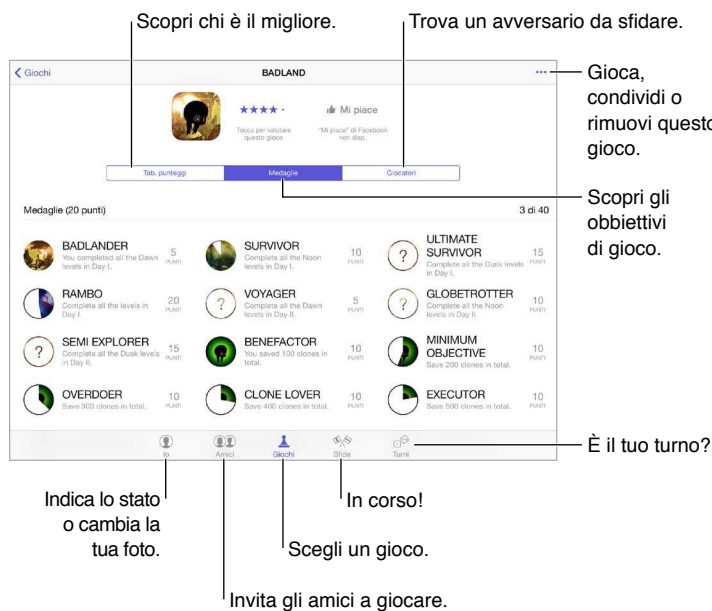 Scopri chi è il migliore.
Trova un avversario da sfidare.
Giochi
BADLAND
Gioca,
condividi o
rimuovi questo
gioco.
Mi piace
Tocca per valutare
questo gioco
"Mi piace" di Facebook
non disp.
Tab. punteggi
Medaglie
Giocatori
Scopri gli
obbiettivi
di gioco.
Medaglie (20 punti)
3 di 40
BADLANDER
You completed all the Dawn
levels in Day I.
5
PUNTI
SURVIVOR
Complete all the Noon
levels in Day I.
10
PUNTI
ULTIMATE
SURVIVOR
Complete all the Dusk levels
in Day I.
15
PUNTI
RAMBO
Complete all the levels in
Day I.
20
PUNTI
VOYAGER
Complete all the Dawn
levels in Day II.
5
PUNTI
GLOBETROTTER
Complete all the Noon
levels in Day II.
10
PUNTI
SEMI EXPLORER
Complete all the Dusk levels
in Day II.
15
PUNTI
BENEFACTOR
You saved 100 clones in
total.
10
PUNTI
MINIMUM
OBJECTIVE
Save 200 clones in total.
10
PUNTI
OVERDOER
Save 300 clones in total.
10
PUNTI
CLONE LOVER
Save 400 clones in total.
10
PUNTI
EXECUTOR
Save 500 clones in total.
10
PUNTI
Io
Amici
Giochi
Sfide
Turni
È il tuo turno?
Indica lo stato
o cambia la
tua foto.
In corso!
Scegli un gioco.
Invita gli amici a giocare.